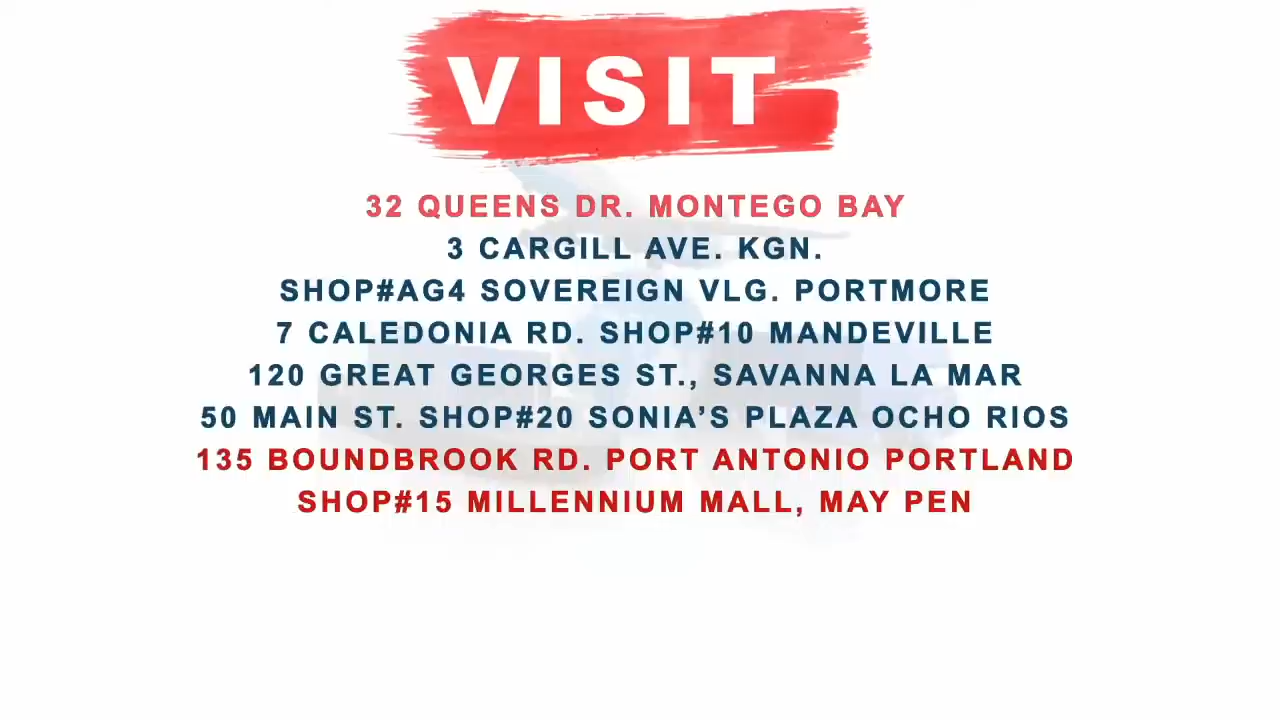 VISIT
32 QUEENS DR. MONTEGO BAY
3 CARGILL AVE. KGN.
SHOP#AG4 SOVEREIGN VLG. PORTMORE
7 CALEDONIA RD. SHOP#10 MANDEVILLE
120 GREAT GEORGES ST., SAVANNA LA MAR
50 MAIN ST. SHOP#20 SONIA’S PLAZA OCHO RIOS
135 BOUNDBROOK RD. PORT ANTONIO PORTLAND
SHOP#15 MILLENNIUM MALL, MAY PEN